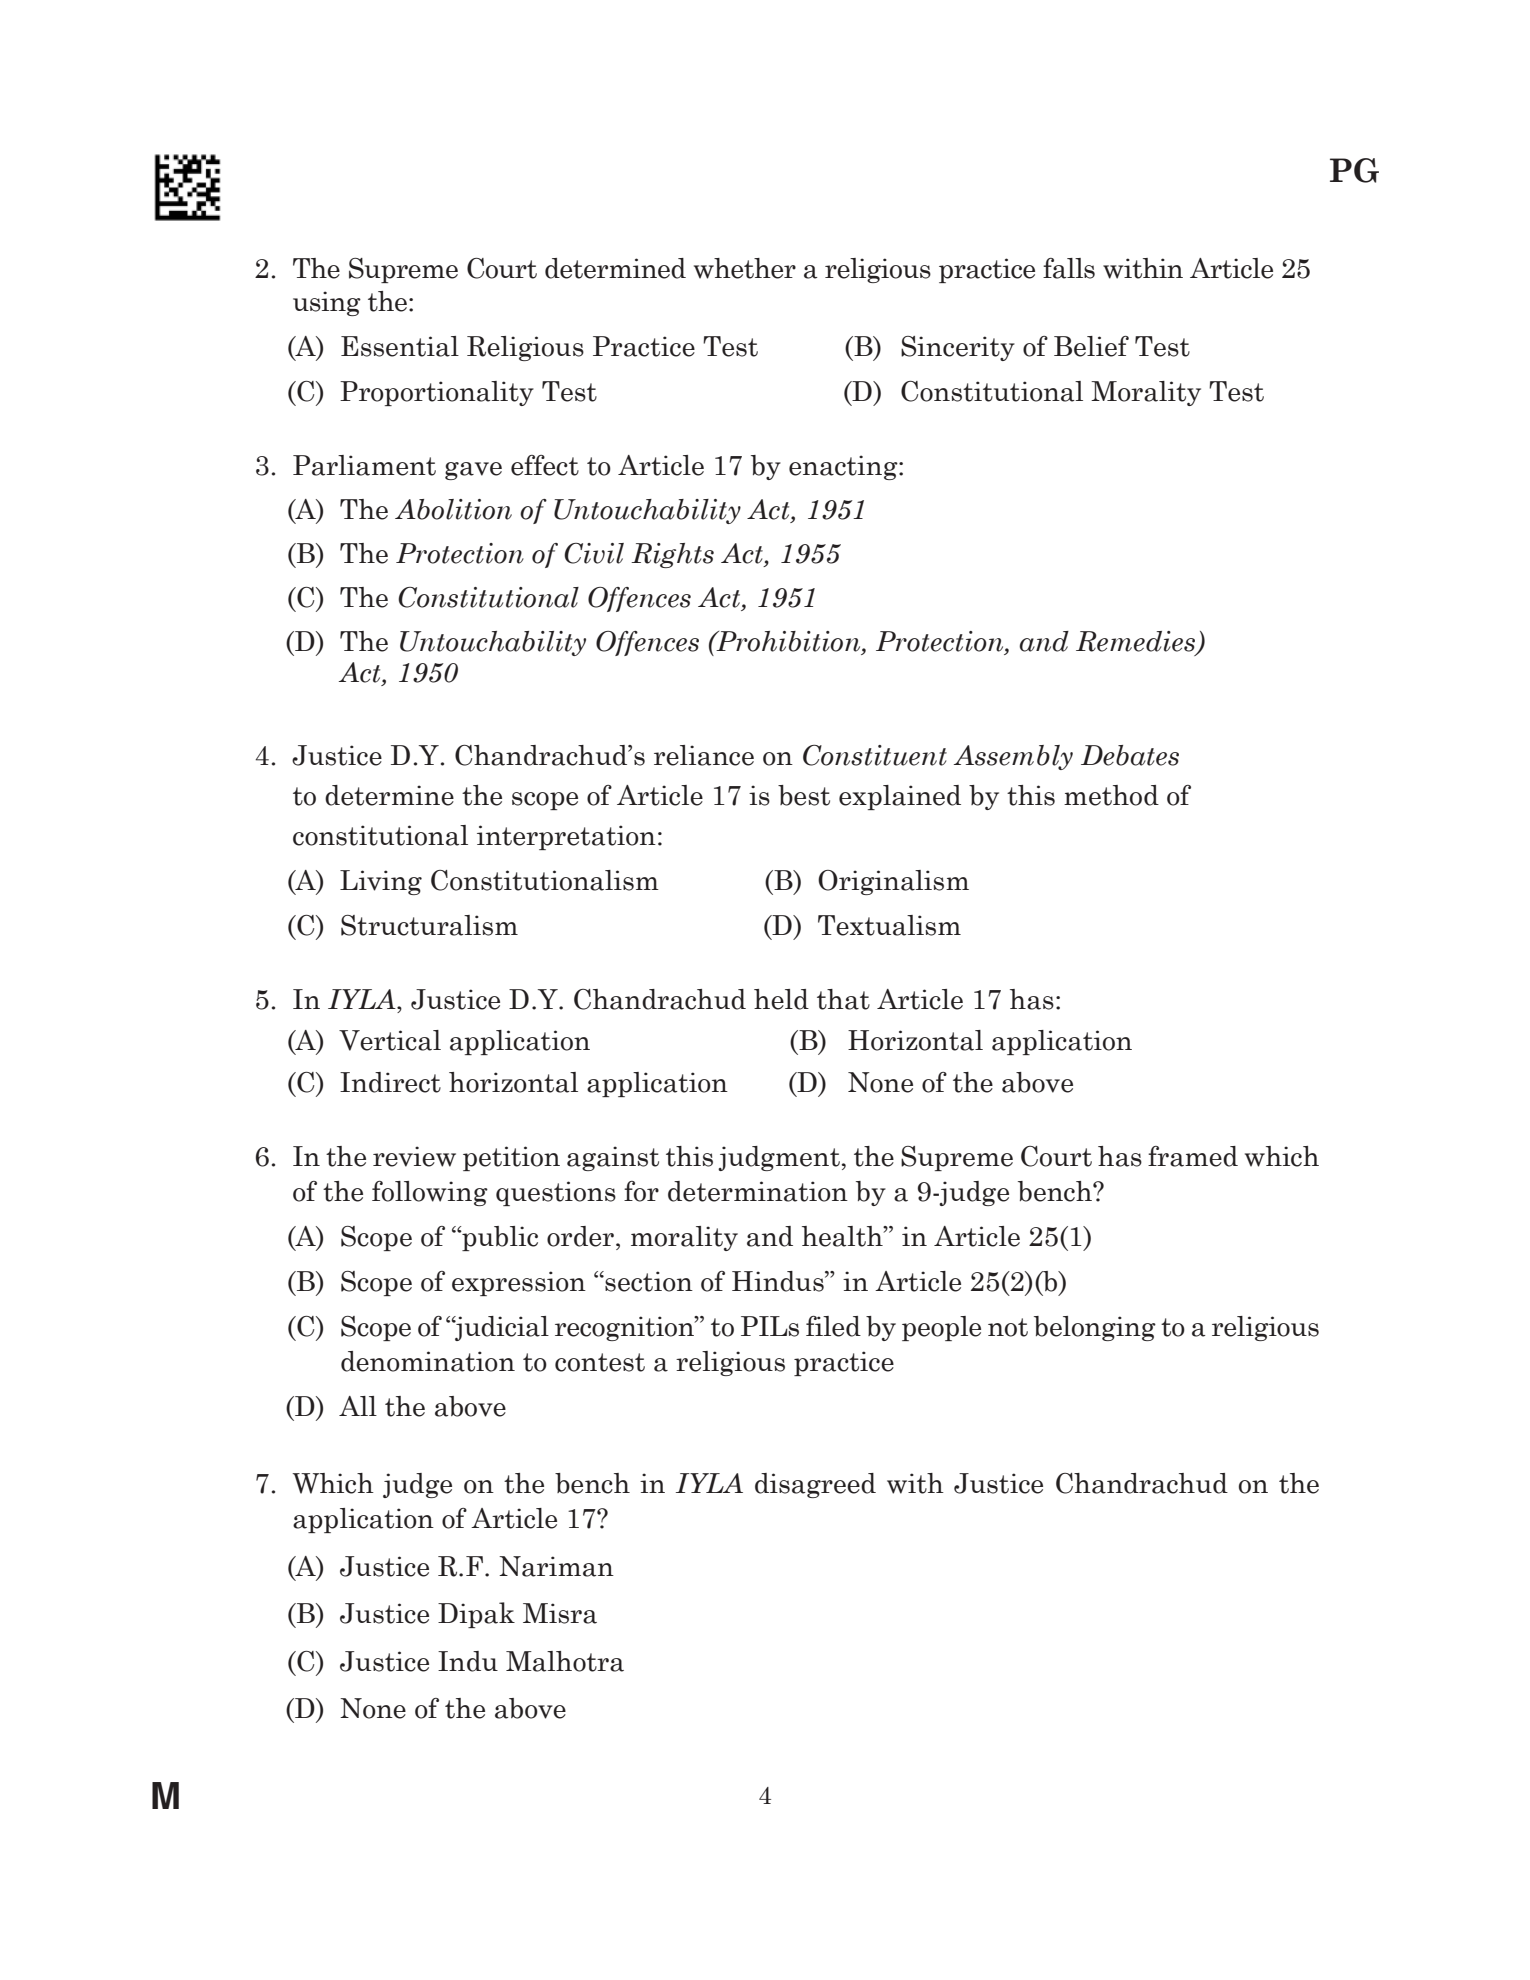 PG
2. The Supreme Court determined whether a religious practice falls within Article 25
using the:
(A) Essential Religious Practice Test (B) Sincerity of Belief Test
(C) Proportionality Test (D) Constitutional Morality Test
3. Parliament gave effect to Article 17 by enacting:
(A) The Abolition of Untouchability Act, 1951
(B) The Protection of Civil Rights Act, 1955
(C) The Constitutional Offences Act, 1951
(D) The Untouchability Offences (Prohibition, Protection, and Remedies)
Act, 1950
4. Justice D.Y. Chandrachud’s reliance on Constituent Assembly Debates
to determine the scope of Article 17 is best explained by this method of
constitutional interpretation:
(A) Living Constitutionalism (B) Originalism
(C) Structuralism (D) Textualism
5. In IYLA, Justice D.Y. Chandrachud held that Article 17 has:
(A) Vertical application (B) Horizontal application
(C) Indirect horizontal application (D) None of the above
6. In the review petition against this judgment, the Supreme Court has framed which
of the following questions for determination by a 9-judge bench?
(A) Scope of “public order, morality and health” in Article 25(1)
(B) Scope of expression “section of Hindus” in Article 25(2)(b)
(C) Scope of “judicial recognition” to PILs filed by people not belonging to a religious
denomination to contest a religious practice
(D) All the above
7. Which judge on the bench in IYLA disagreed with Justice Chandrachud on the
application of Article 17?
(A) Justice R.F. Nariman
(B) Justice Dipak Misra
(C) Justice Indu Malhotra
(D) None of the above
M 4